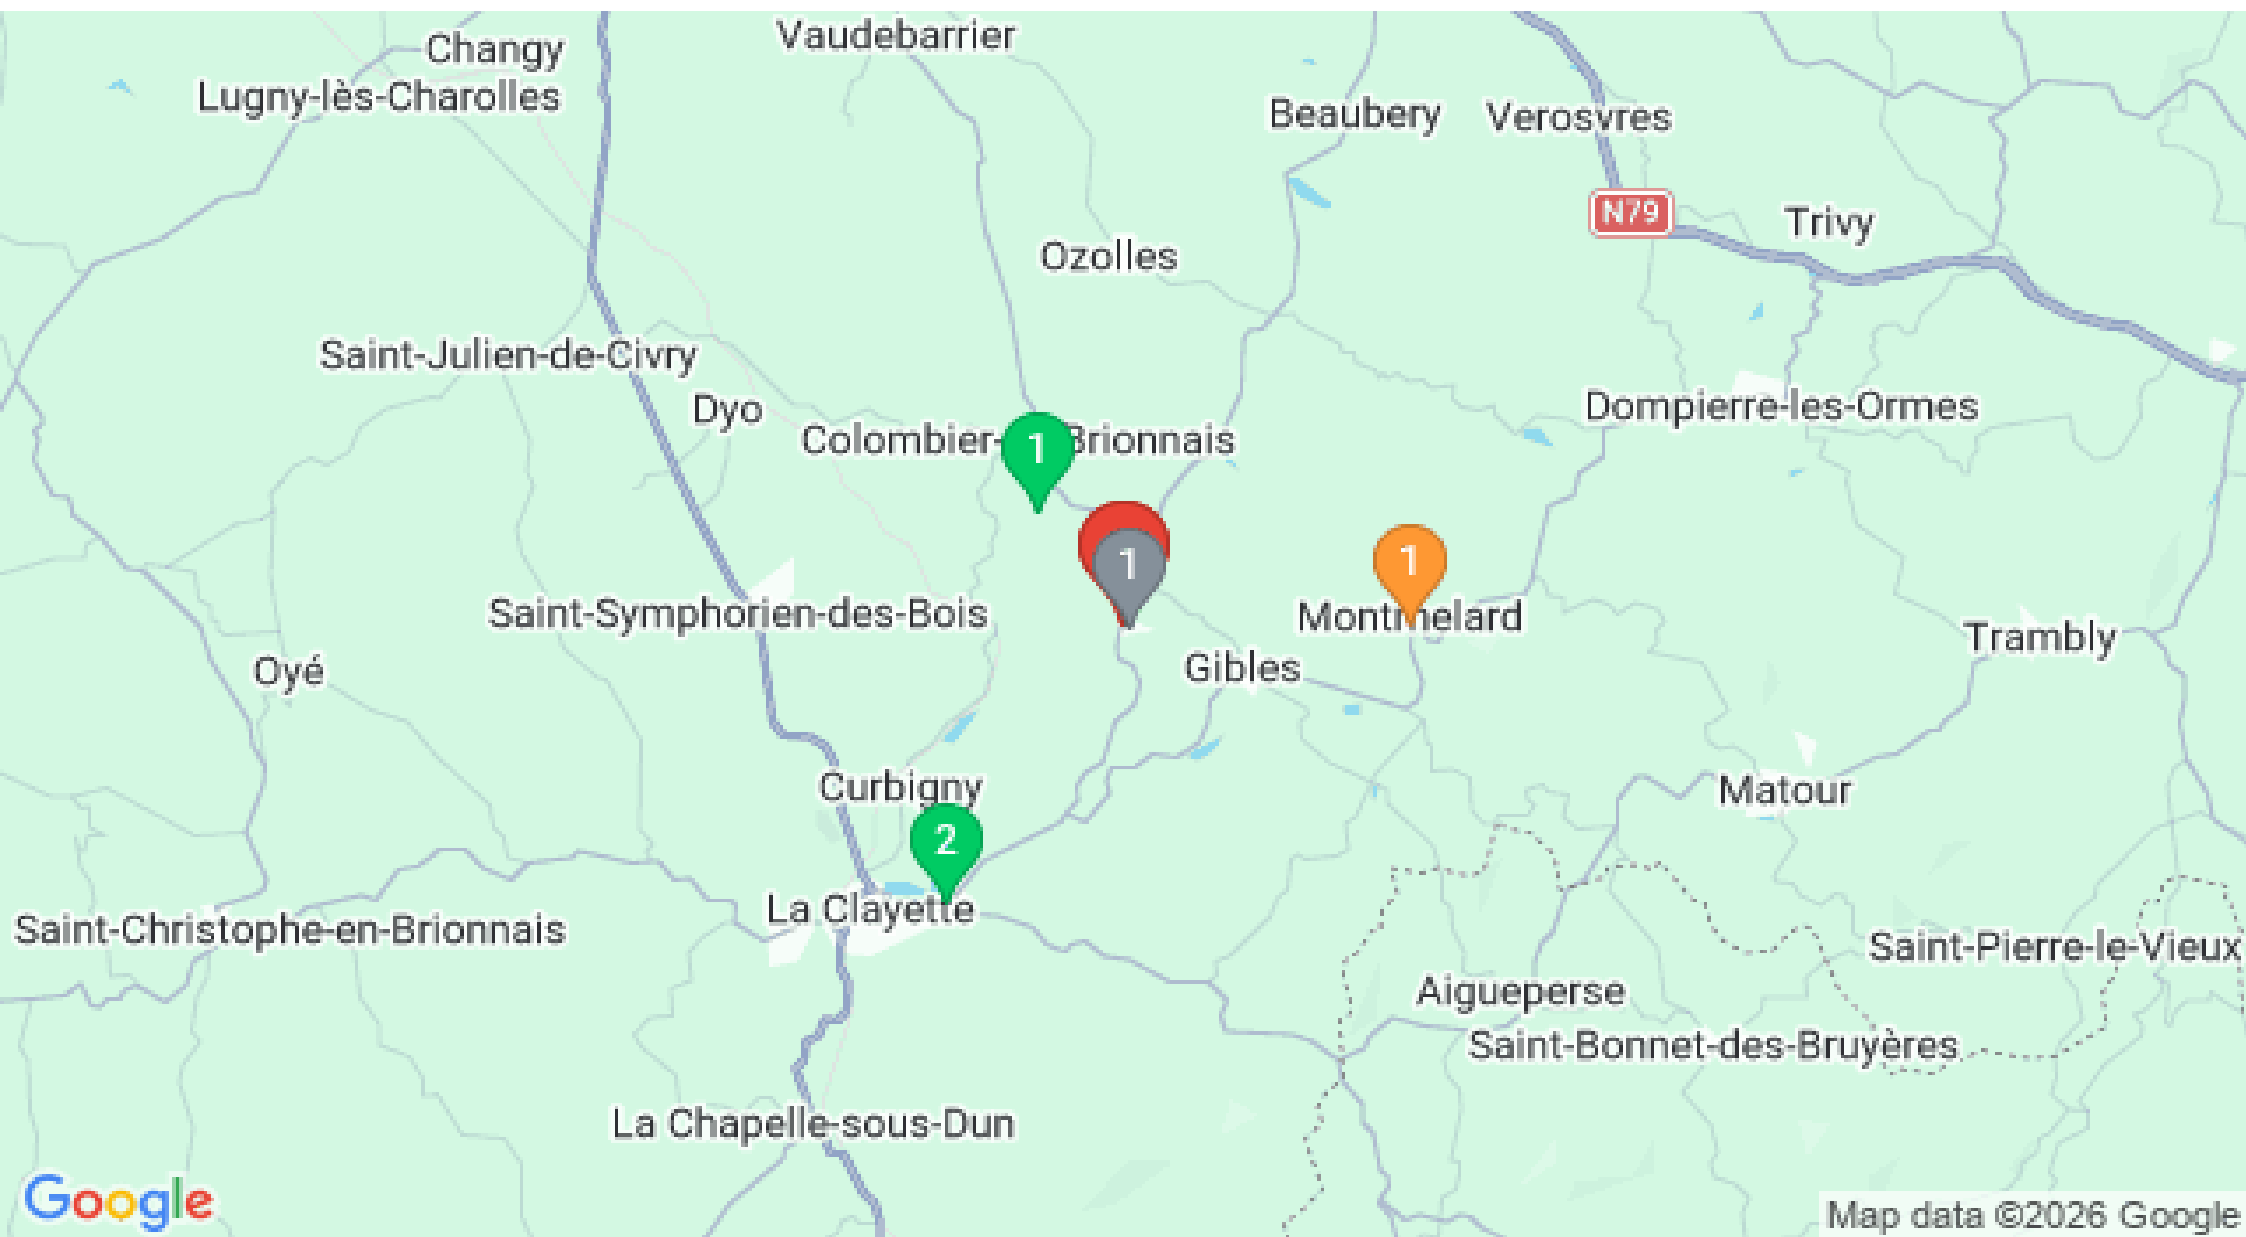 Changy
Vaudebarrier
Lugny-lès-Charolles
Beaubery
Verosvres
N79
Trivy
Ozolles
Saint-Julien-de-Civry
Dyo
Dompierre-les-Ormes
Colombier-
Brionnais
1
1
1
Saint-Symphorien-des-Bois
Montmelard
Trambly
Oyé
Gibles
Curbigny
Matour
2
La Clayette
Saint-Christophe-en-Brionnais
Saint-Pierre-le-Vieux
Aigueperse
Saint-Bonnet-des-Bruyères
La Chapelle-sous-Dun
Google
Map data ©2026 Google